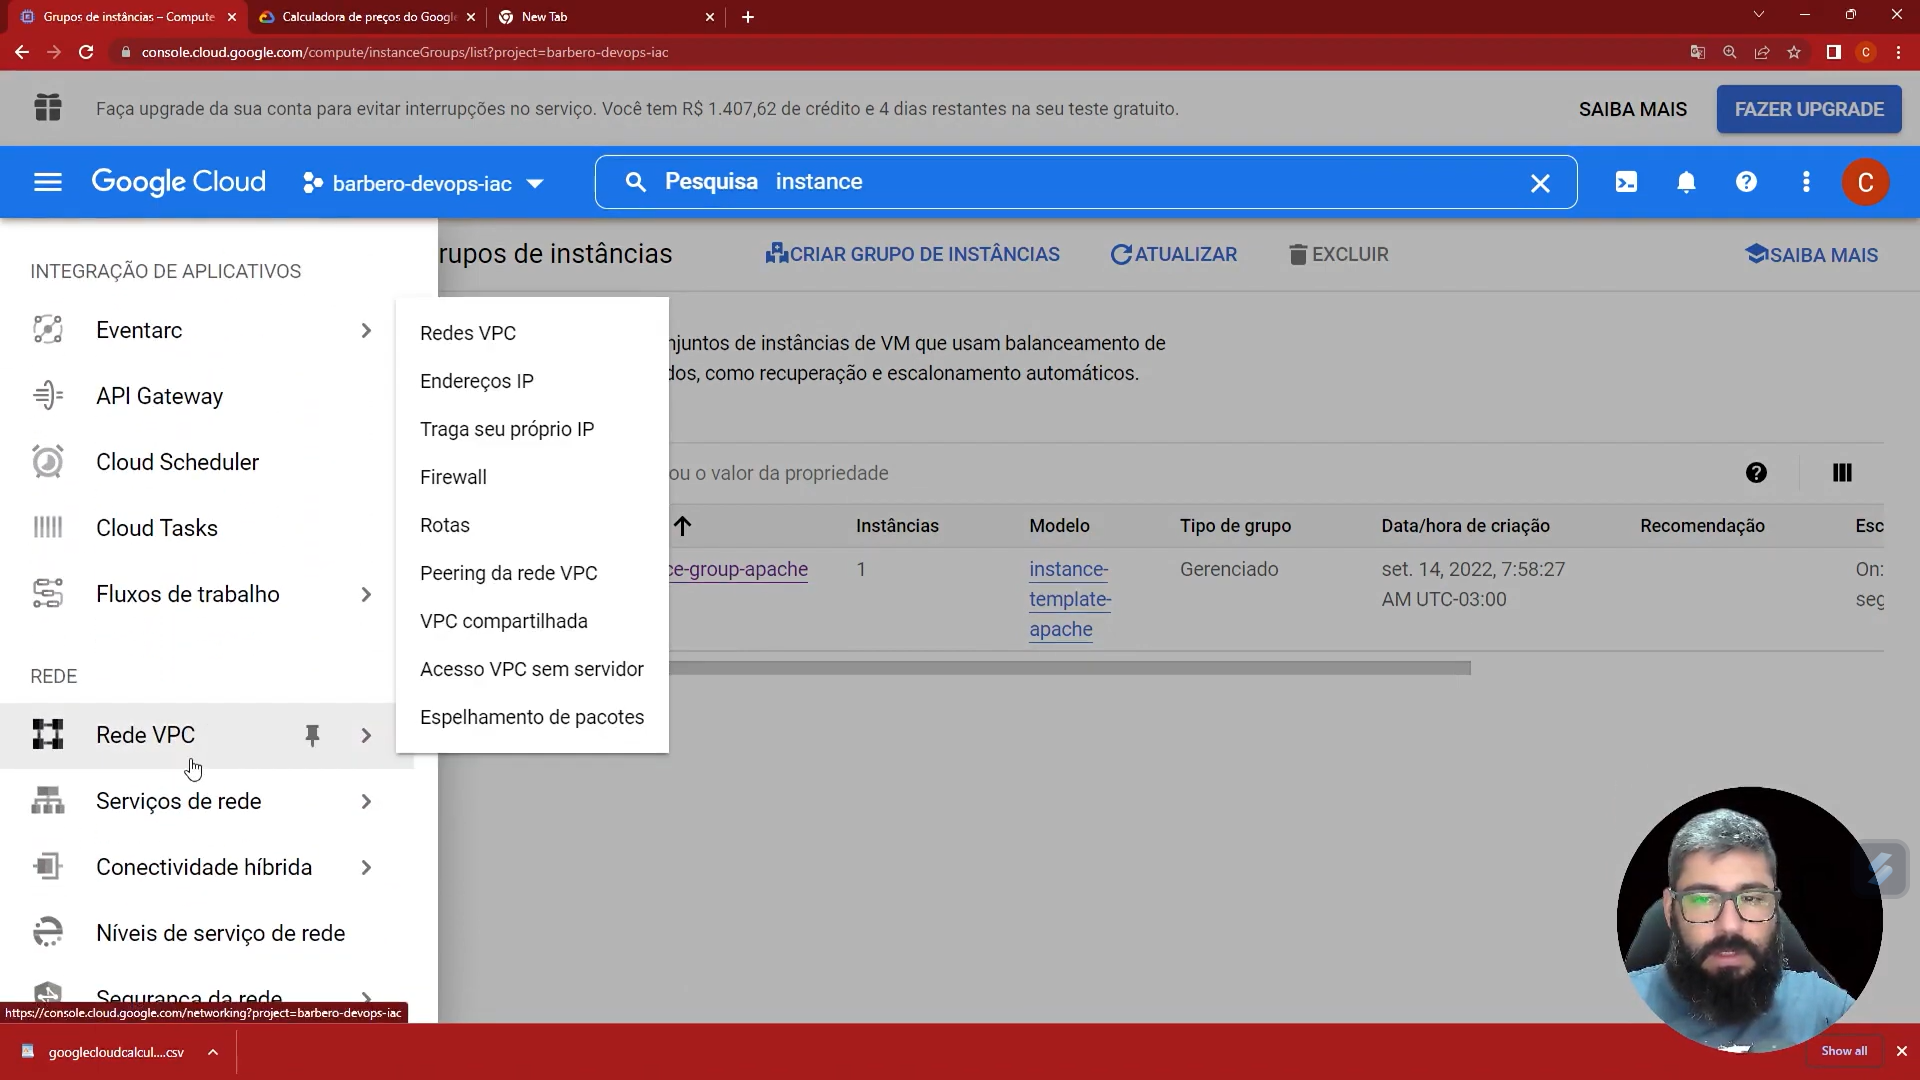 Grupos de instâncias – Compute
Calculadora de preços do Google
New Tab
console.cloud.google.com/compute/instanceGroups/list?project=barbero-devops-iac
C
Faça upgrade da sua conta para evitar interrupções no serviço. Você tem R$ 1.407,62 de crédito e 4 dias restantes na seu teste gratuito.
SAIBA MAIS
FAZER UPGRADE
Google Cloud
barbero-devops-iac
Pesquisa instance
C
INTEGRAÇÃO DE APLICATIVOS
rupos de instâncias
CRIAR GRUPO DE INSTÂNCIAS
ATUALIZAR
EXCLUIR
SAIBA MAIS
Eventarc
API Gateway
Cloud Scheduler
Cloud Tasks
Fluxos de trabalho
REDE
Rede VPC
Serviços de rede
Conectividade híbrida
Níveis de serviço de rede
Segurança da rede
Redes VPC
Endereços IP
Traga seu próprio IP
Firewall
Rotas
Peering da rede VPC
VPC compartilhada
Acesso VPC sem servidor
Espelhamento de pacotes
njuntos de instâncias de VM que usam balanceamento de
dos, como recuperação e escalonamento automáticos.
ou o valor da propriedade
Instâncias
Modelo
Tipo de grupo
Data/hora de criação
Recomendação
Esc
ce-group-apache
1
instance-
template-
apache
Gerenciado
set. 14, 2022, 7:58:27
AM UTC-03:00
On:
seg
https://console.cloud.google.com/networking?project=barbero-devops-iac
googlecloudcalcul....csv
Show all